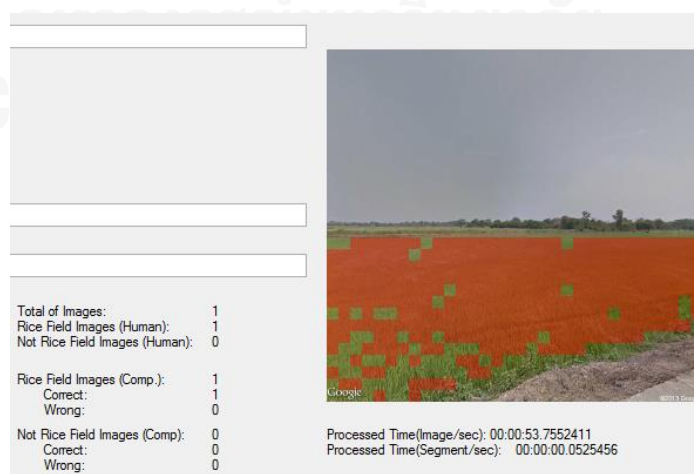 Total of Images: 1
Rice Field Images (Human): 1
Not Rice Field Images (Human): 0
Rice Field Images (Comp.): 1
Correct: 1
Wrong: 0
Not Rice Field Images (Comp): 0
Correct: 0
Wrong: 0
Google
©2013 Goo
Processed Time(Image/sec): 00:00:53.7552411
Processed Time(Segment/sec): 00:00:00.0525456